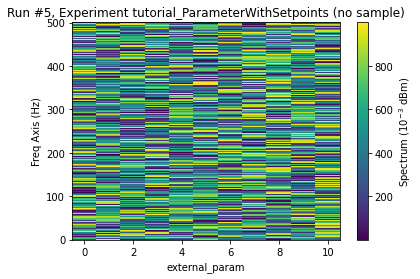 Run #5, Experiment tutorial_ParameterWithSetpoints (no sample)
500
400
300
200
100
0
Freq Axis (Hz)
0 2 4 6 8 10
external_param
800
600
400
200
Spectrum (10⁻³ dBm)